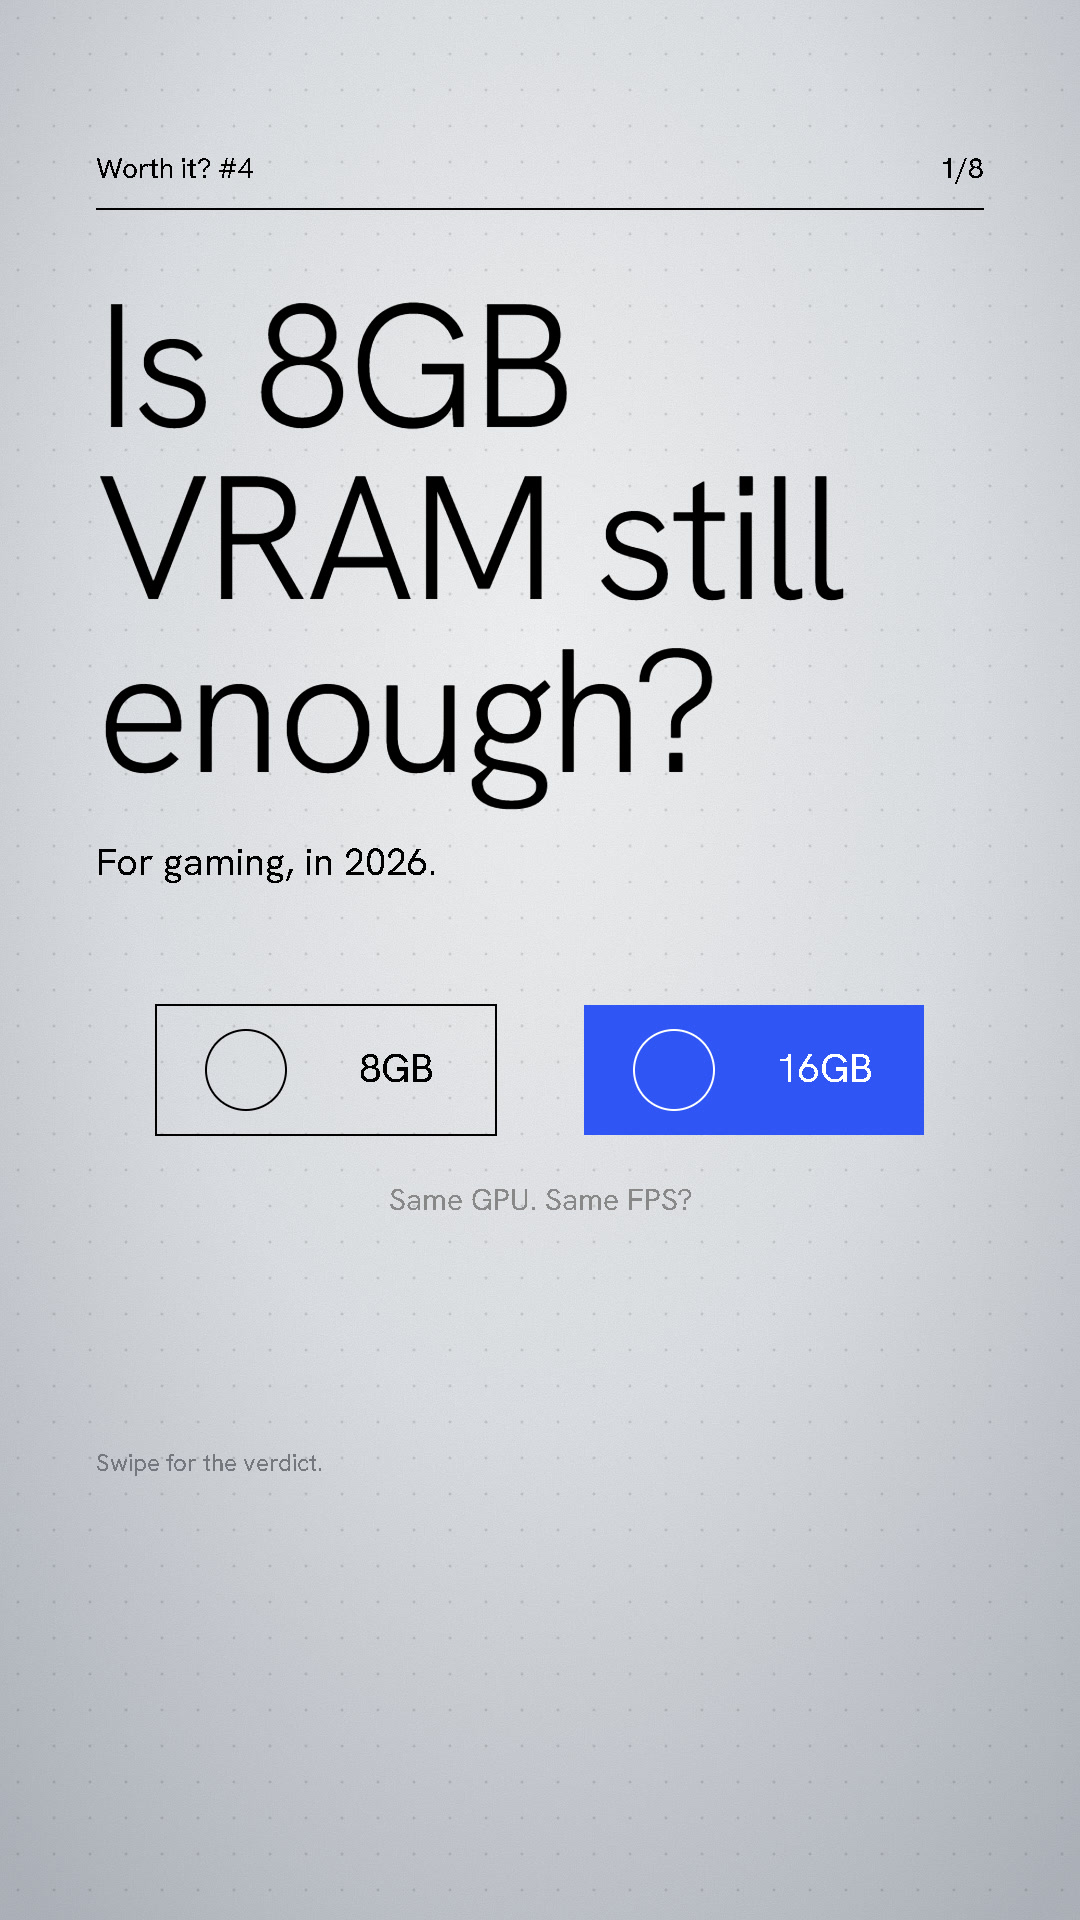 Worth it? #4
1/8
Is 8GB
VRAM still
enough?
For gaming, in 2026.
8GB
16GB
Same GPU. Same FPS?
Swipe for the verdict.